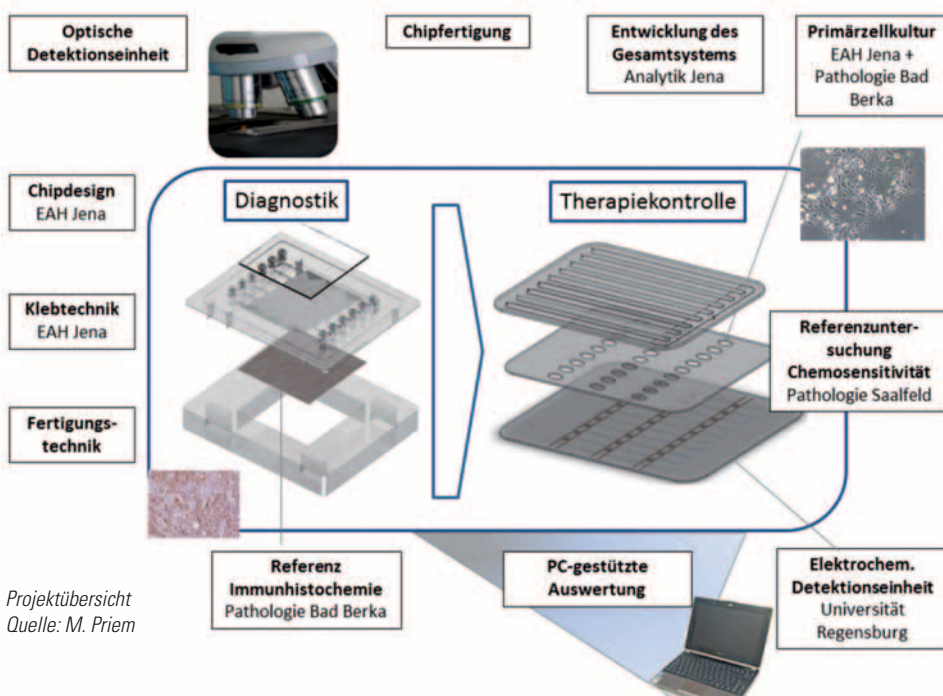 Optische
Detektionseinheit
Chipfertigung
Entwicklung des
Gesamtsystems
Analytik Jena
Primärzellkultur
EAH Jena +
Pathologie Bad
Berka
Chipdesign
EAH Jena
Diagnostik
Therapiekontrolle
Klebtechnik
EAH Jena
Referenzunter-
suchung
Chemosensitivität
Pathologie Saalfeld
Fertigungs-
technik
Referenz
Immunhistochemie
Pathologie Bad Berka
PC-gestützte
Auswertung
Elektrochem.
Detektionseinheit
Universität
Regensburg
Projektübersicht
Quelle: M. Priem